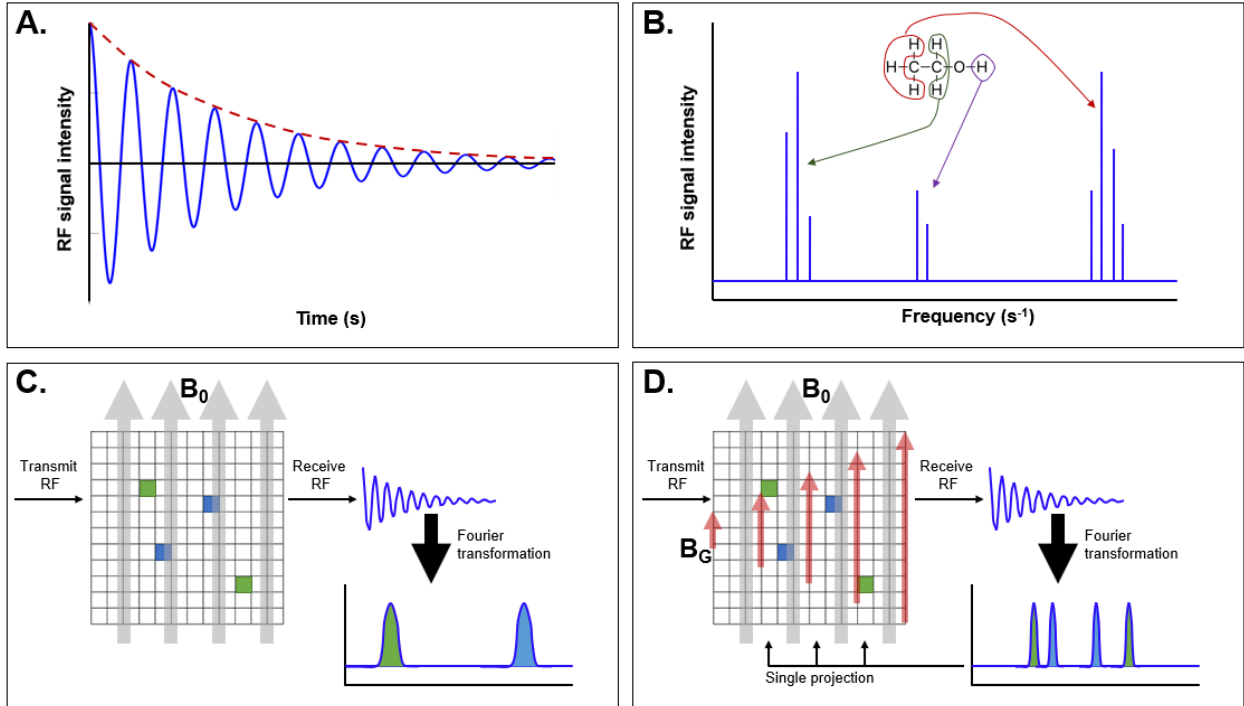 A.
RF signal intensity
Time (s)
B.
H H
H C C O H
H H
RF signal intensity
Frequency (s⁻¹)
C.
B₀
Transmit
RF
Receive
RF
Fourier
transformation
D.
B₀
Transmit
RF
B_G
Receive
RF
Fourier
transformation
Single projection